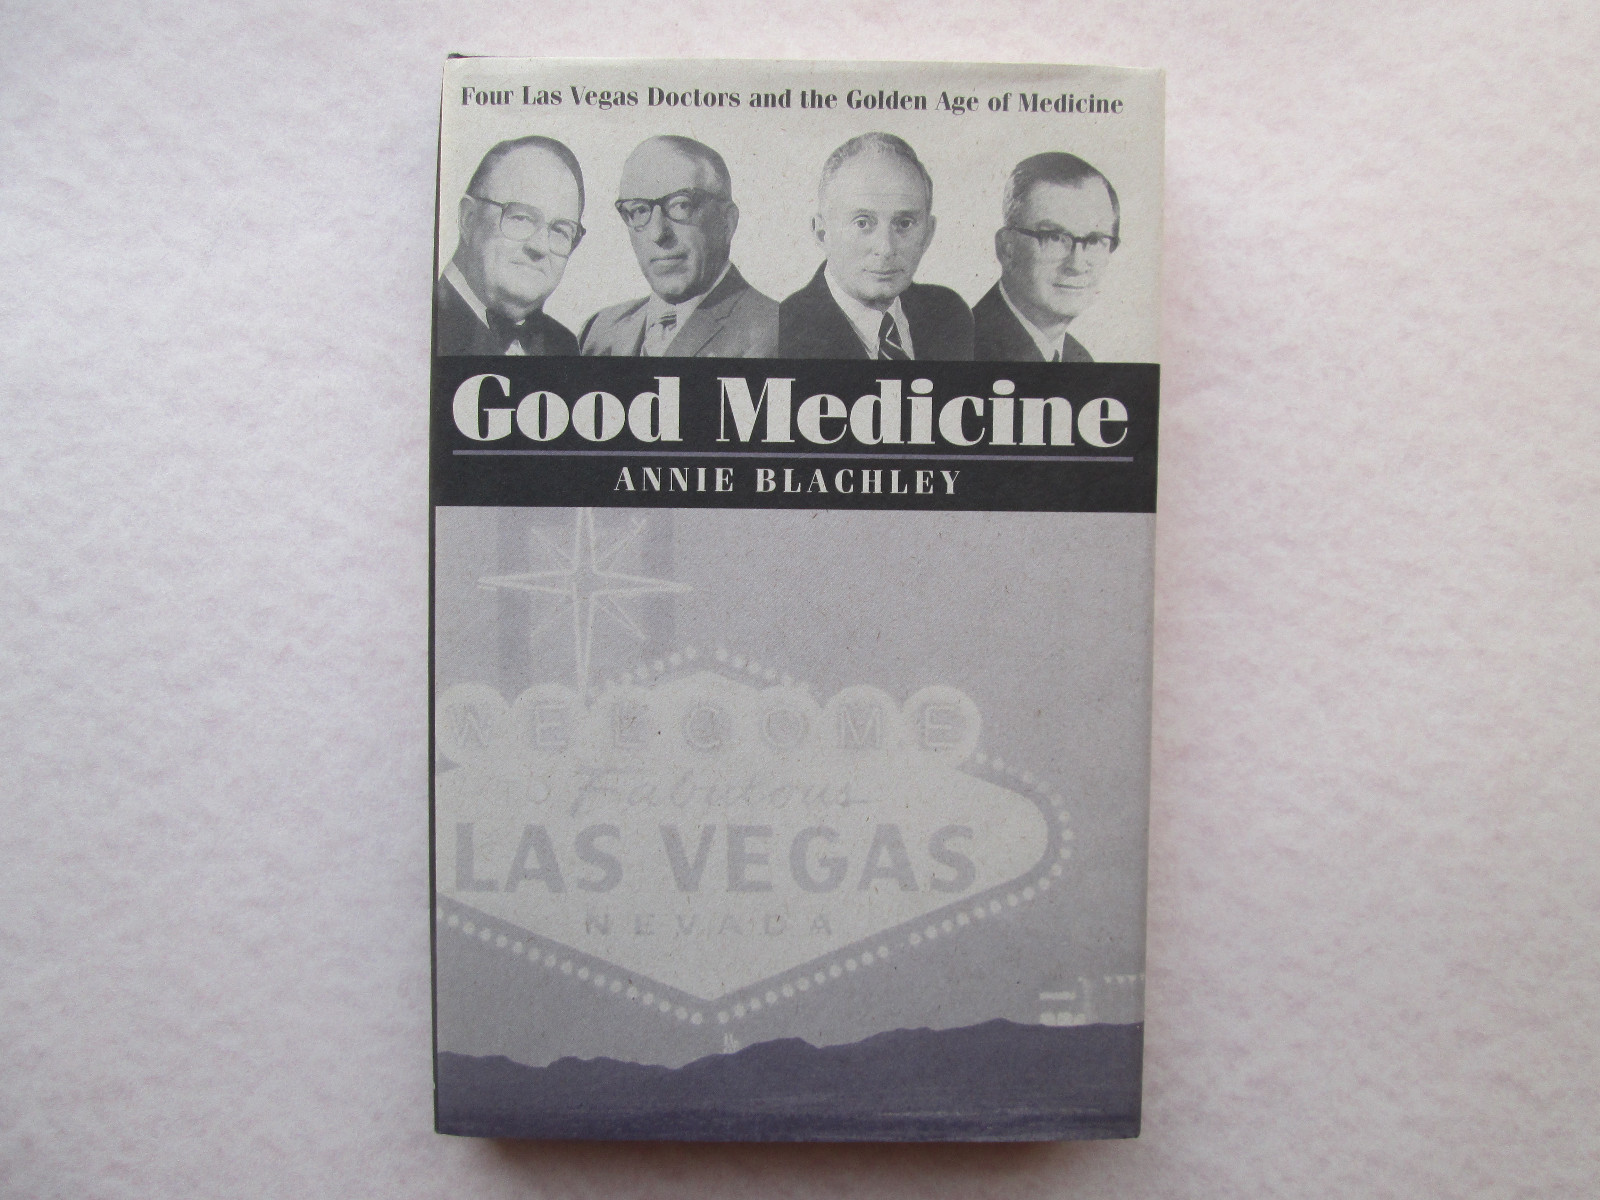 Four Las Vegas Doctors and the Golden Age of Medicine
Good Medicine
ANNIE BLACHLEY
WELCOME
TO Fabulous
LAS VEGAS
NEVADA